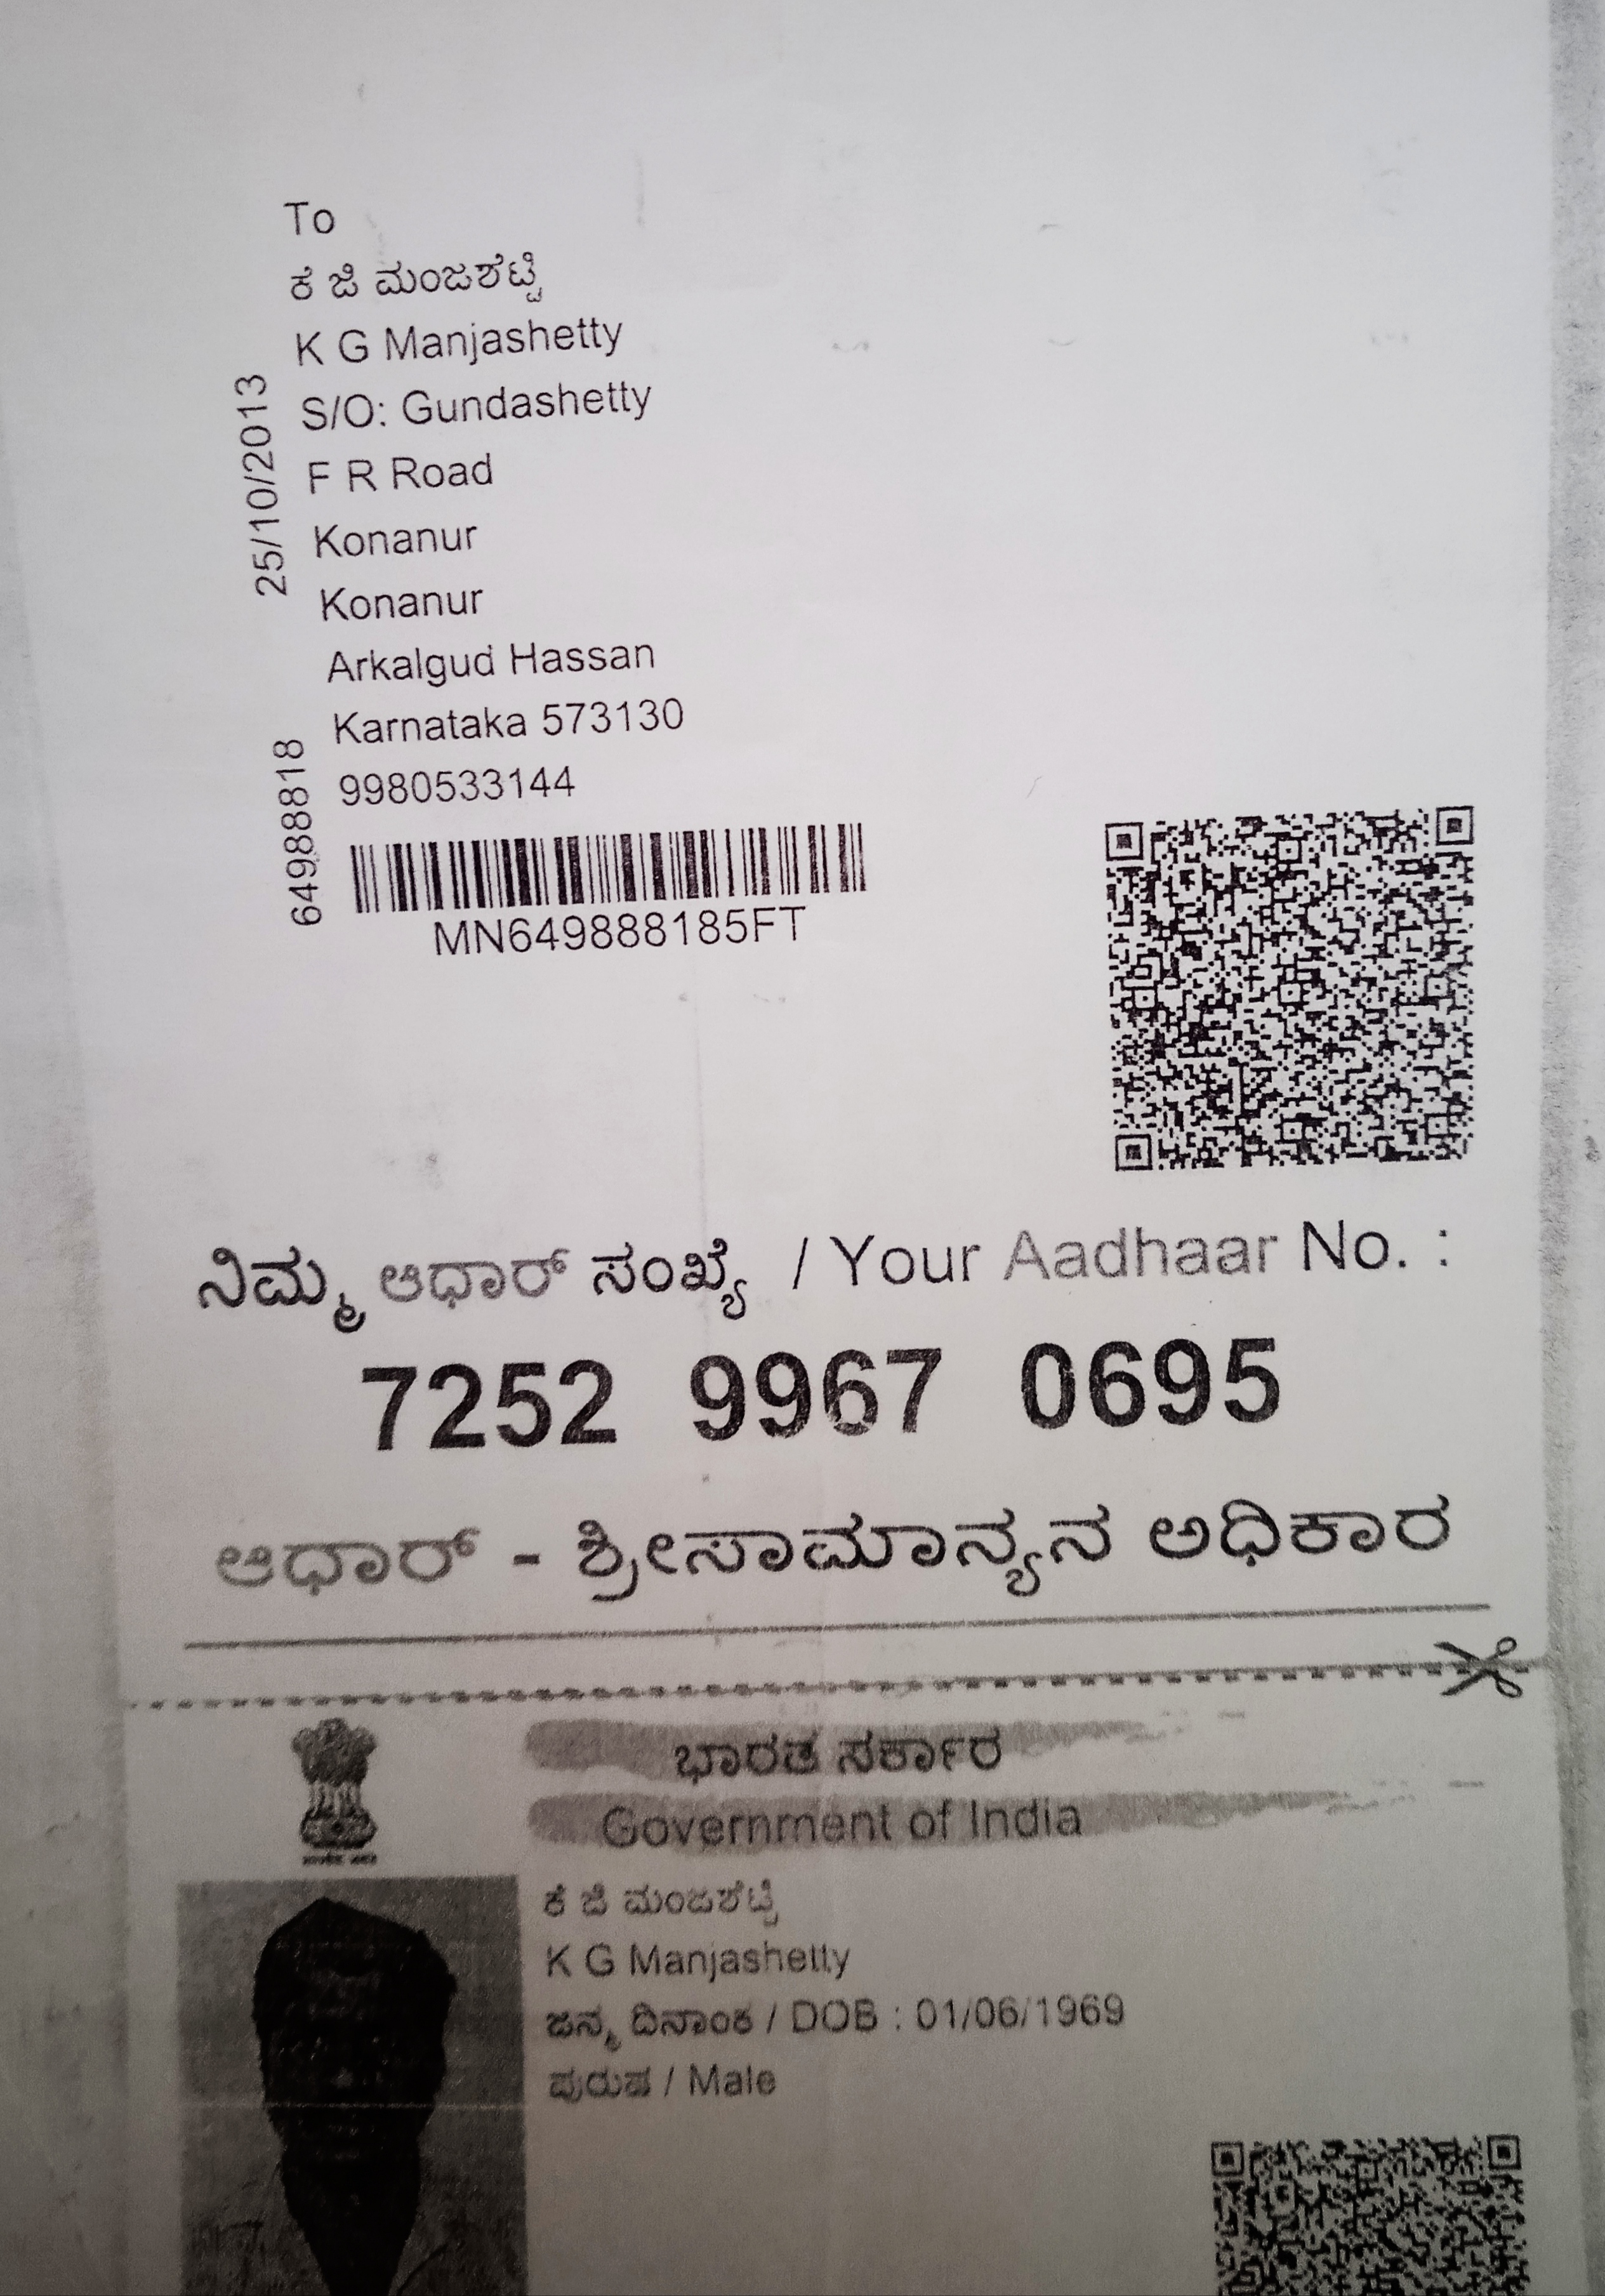 To
ಕೆ ಜಿ ಮಂಜಶೆಟ್ಟಿ
K G Manjashetty
S/O: Gundashetty
F R Road
Konanur
Konanur
Arkalgud Hassan
Karnataka 573130
9980533144
25/10/2013
64988818
MN649888185FT
ನಿಮ್ಮ ಆಧಾರ್ ಸಂಖ್ಯೆ / Your Aadhaar No. :
7252 9967 0695
ಆಧಾರ್ - ಶ್ರೀಸಾಮಾನ್ಯನ ಅಧಿಕಾರ
ಭಾರತ ಸರ್ಕಾರ
Government of India
ಕೆ ಜಿ ಮಂಜಶೆಟ್ಟಿ
K G Manjashetty
ಜನ್ಮ ದಿನಾಂಕ / DOB : 01/06/1969
ಪುರುಷ / Male